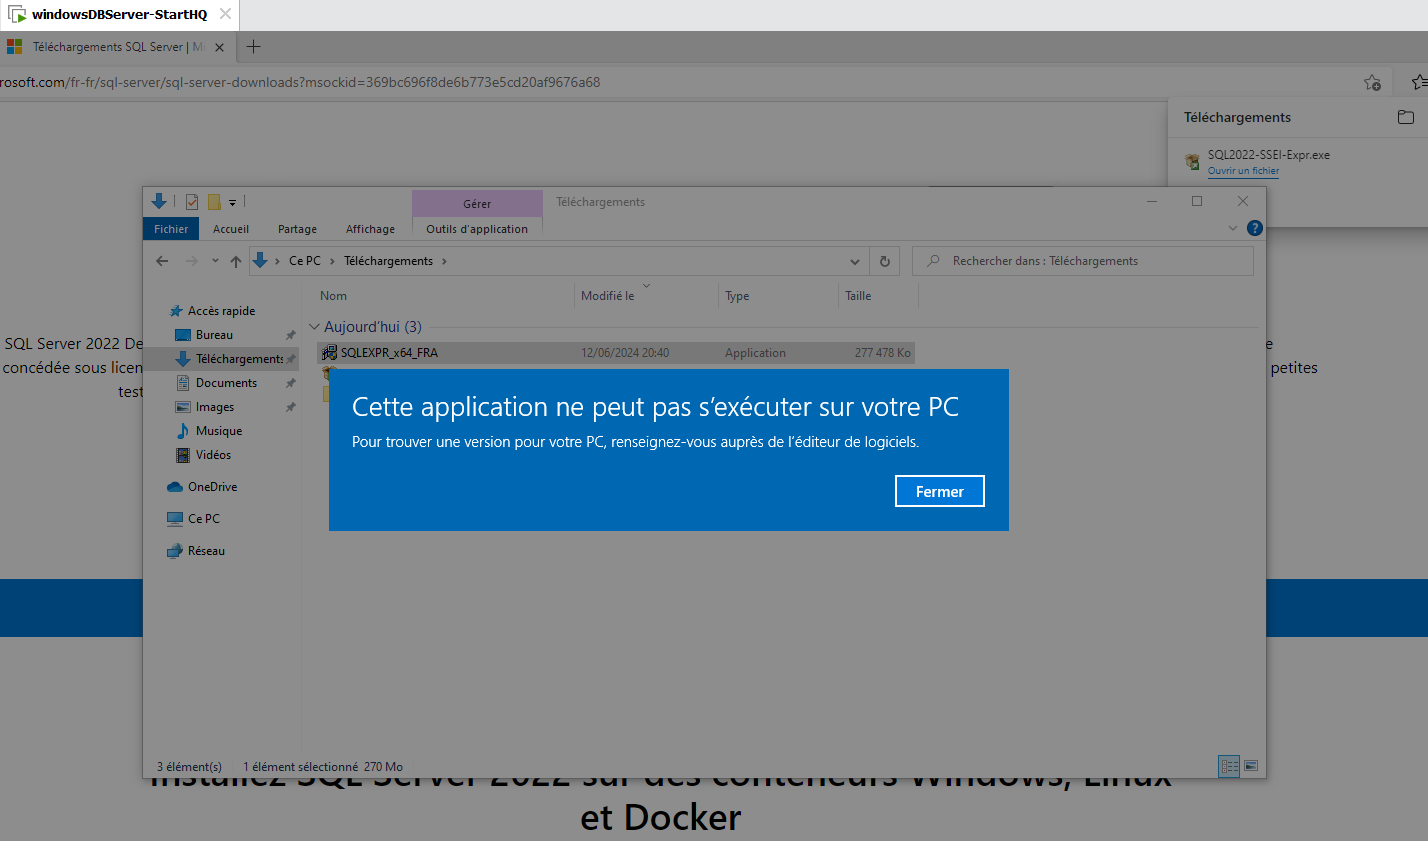 windowsDBServer-StartHQ
Téléchargements SQL Server | Mi
rosoft.com/fr-fr/sql-server/sql-server-downloads?msockid=369bc696f8de6b773e5cd20af9676a68
Téléchargements
SQL2022-SSEI-Expr.exe
Ouvrir un fichier
Gérer
Téléchargements
Fichier
Accueil
Partage
Affichage
Outils d'application
Ce PC
Téléchargements
Rechercher dans : Téléchargements
Nom
Modifié le
Type
Taille
Accès rapide
Bureau
Téléchargements
Documents
Images
Musique
Vidéos
OneDrive
Ce PC
Réseau
Aujourd'hui (3)
SQLEXPR_x64_FRA
12/06/2024 20:40
Application
277 478 Ko
SQL Server 2022 De
concédée sous licen
test
e
petites
Cette application ne peut pas s'exécuter sur votre PC
Pour trouver une version pour votre PC, renseignez-vous auprès de l'éditeur de logiciels.
Fermer
3 élément(s)
1 élément sélectionné 270 Mo
Installez SQL Server 2022 sur des conteneurs Windows, Linux
et Docker